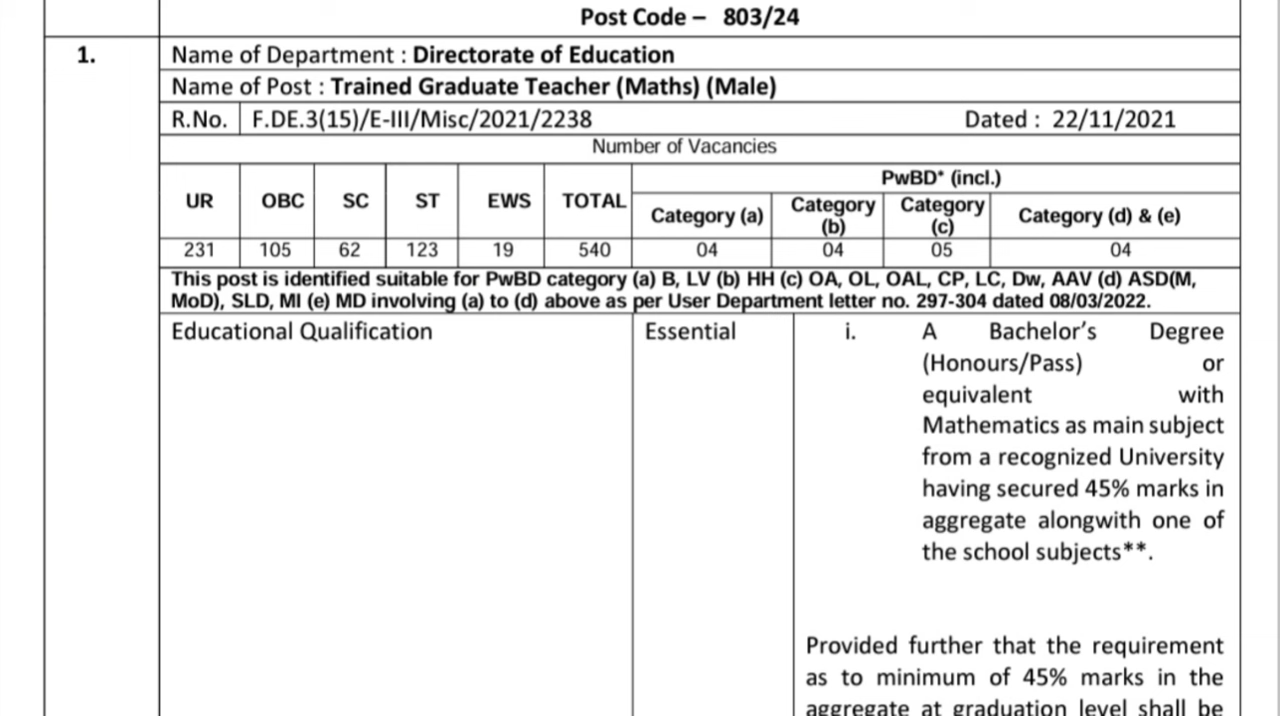 Post Code – 803/24
1.
Name of Department : Directorate of Education
Name of Post : Trained Graduate Teacher (Maths) (Male)
R.No. F.DE.3(15)/E-III/Misc/2021/2238 Dated : 22/11/2021
Number of Vacancies
UR OBC SC ST EWS TOTAL PwBD* (incl.)
Category (a) Category (b) Category (c) Category (d) & (e)
231 105 62 123 19 540 04 04 05 04
This post is identified suitable for PwBD category (a) B, LV (b) HH (c) OA, OL, OAL, CP, LC, Dw, AAV (d) ASD(M,
MoD), SLD, MI (e) MD involving (a) to (d) above as per User Department letter no. 297-304 dated 08/03/2022.
Educational Qualification Essential i. A Bachelor’s Degree
(Honours/Pass) or
equivalent with
Mathematics as main subject
from a recognized University
having secured 45% marks in
aggregate alongwith one of
the school subjects**.
Provided further that the requirement
as to minimum of 45% marks in the
aggregate at graduation level shall be